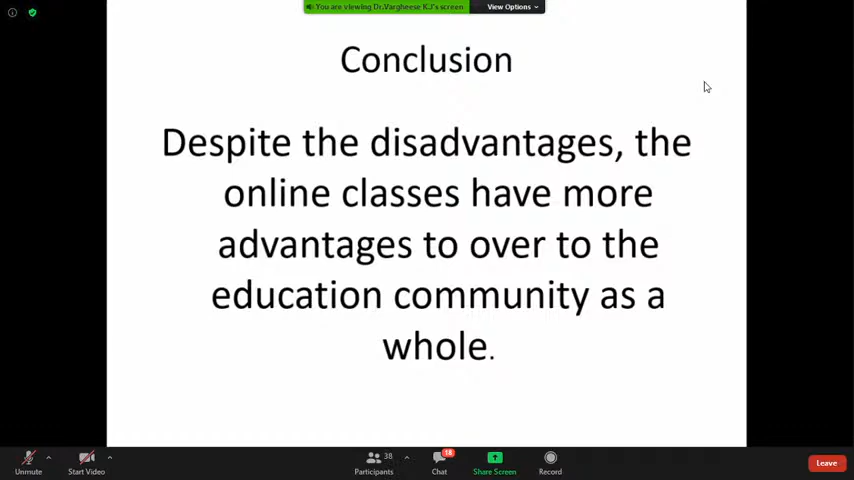 You are viewing Dr.Vargheese K.J's screen
View Options
Conclusion
Despite the disadvantages, the
online classes have more
advantages to over to the
education community as a
whole.
Unmute
Start Video
38
Participants
18
Chat
Share Screen
Record
Leave